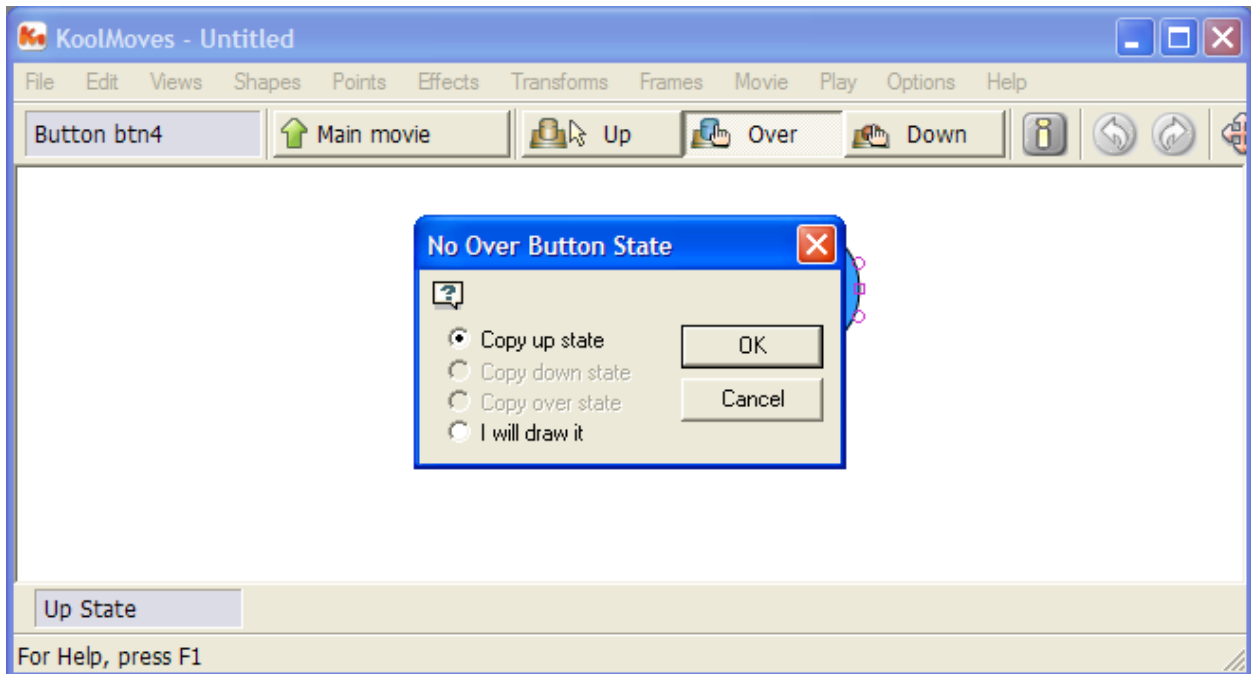 KoolMoves - Untitled
File Edit Views Shapes Points Effects Transforms Frames Movie Play Options Help
Button btn4 Main movie Up Over Down
No Over Button State
Copy up state
OK
Copy down state
Copy over state
Cancel
I will draw it
Up State
For Help, press F1